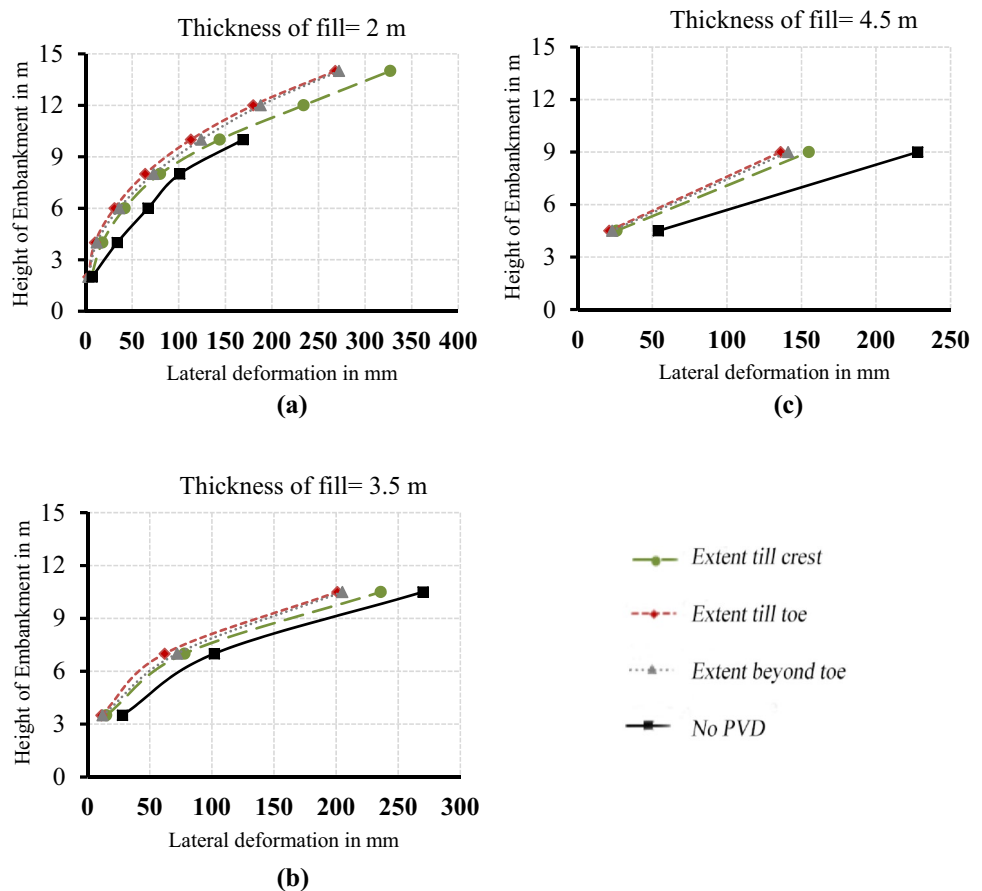 Thickness of fill= 2 m
Height of Embankment in m
15
12
9
6
3
0
0 50 100 150 200 250 300 350 400
Lateral deformation in mm
(a)
Thickness of fill= 4.5 m
Height of Embankment in m
15
12
9
6
3
0
0 50 100 150 200 250
Lateral deformation in mm
(c)
Thickness of fill= 3.5 m
Height of Embankment in m
15
12
9
6
3
0
0 50 100 150 200 250 300
Lateral deformation in mm
(b)
Extent till crest
Extent till toe
Extent beyond toe
No PVD